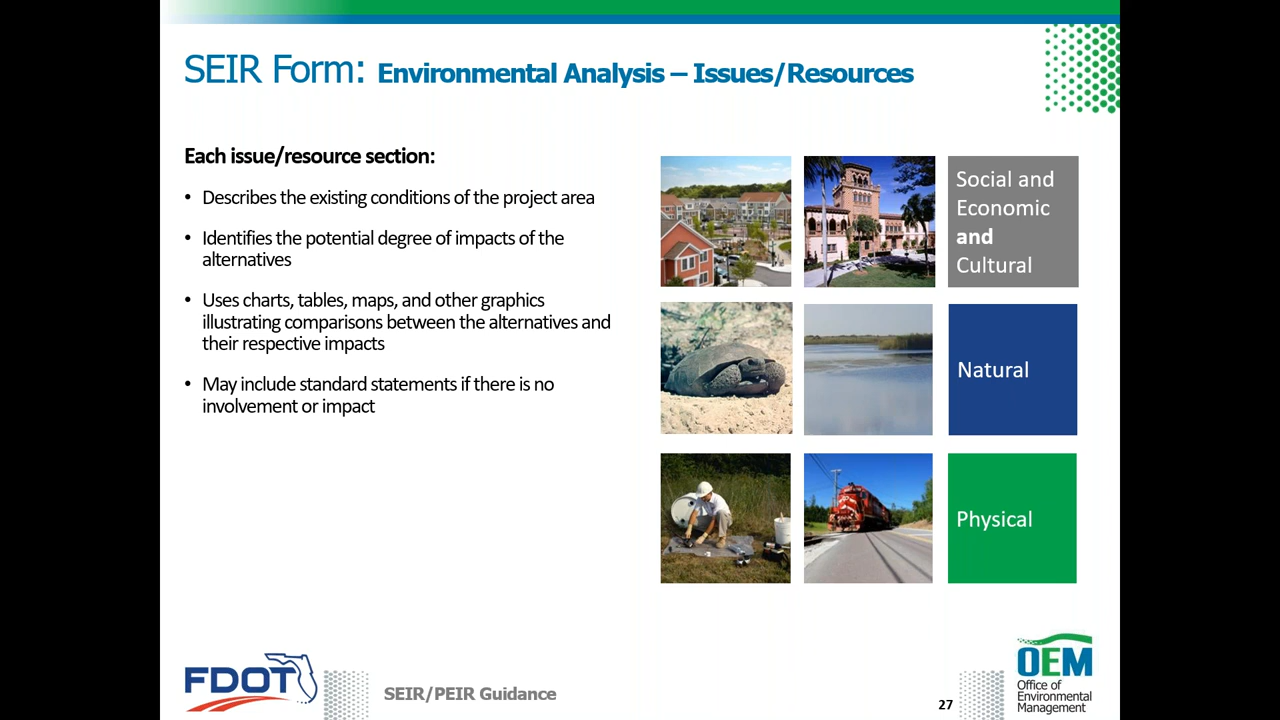 SEIR Form: Environmental Analysis – Issues/Resources
Each issue/resource section:
• Describes the existing conditions of the project area
• Identifies the potential degree of impacts of the
alternatives
• Uses charts, tables, maps, and other graphics
illustrating comparisons between the alternatives and
their respective impacts
• May include standard statements if there is no
involvement or impact
Social and
Economic
and
Cultural
Natural
Physical
FDOT
SEIR/PEIR Guidance
27
OEM
Office of
Environmental
Management